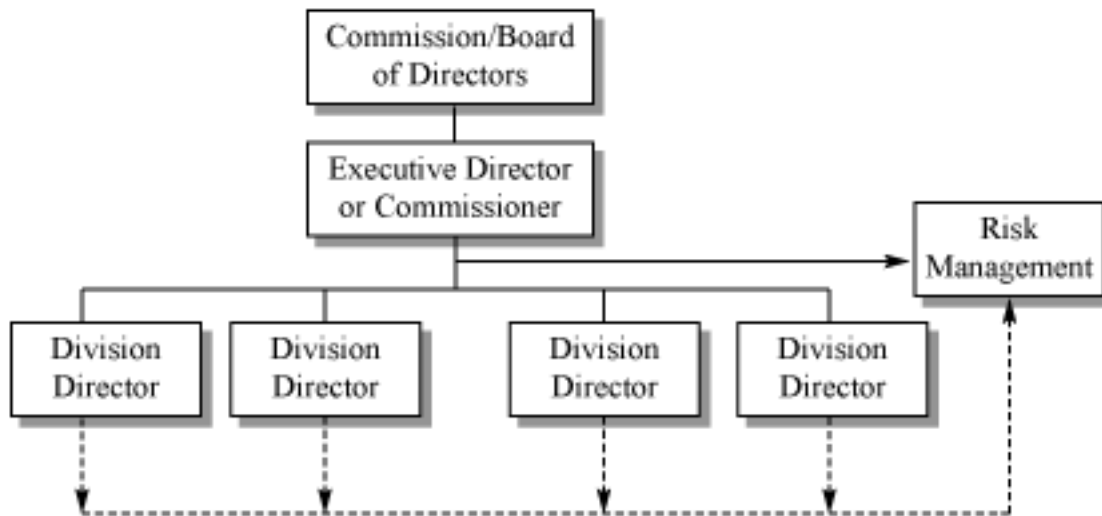 Commission/Board
of Directors
Executive Director
or Commissioner
Risk
Management
Division
Director
Division
Director
Division
Director
Division
Director